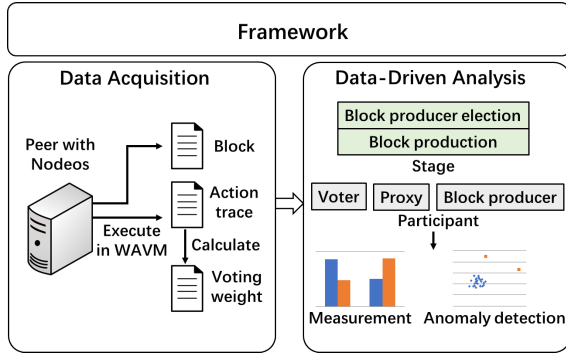 Framework
Data Acquisition
Peer with
Nodeos
Execute
in WAVM
Block
Action
trace
Calculate
Voting
weight
Data-Driven Analysis
Block producer election
Block production
Stage
Voter
Proxy
Block producer
Participant
Measurement
Anomaly detection